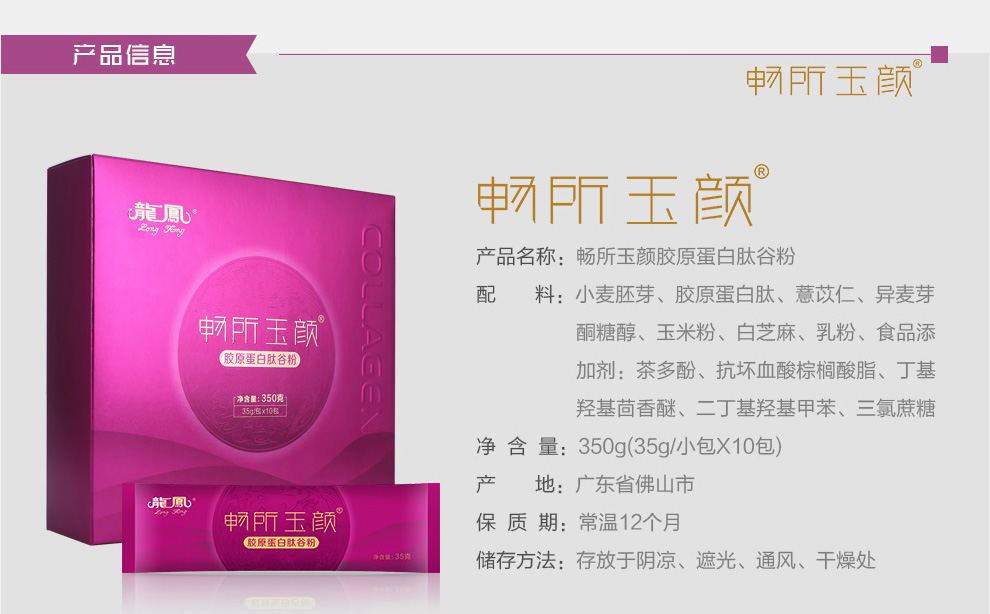 产品信息
畅所玉颜®
畅所玉颜®
产品名称：畅所玉颜胶原蛋白肽谷粉
配料：小麦胚芽、胶原蛋白肽、薏苡仁、异麦芽
酮糖醇、玉米粉、白芝麻、乳粉、食品添
加剂：茶多酚、抗坏血酸棕榈酸脂、丁基
羟基茴香醚、二丁基羟基甲苯、三氯蔗糖
净含量：350g(35g/小包X10包)
产地：广东省佛山市
保质期：常温12个月
储存方法：存放于阴凉、遮光、通风、干燥处
龍鳳®
Long Fong
COLLAGEN
畅所玉颜®
胶原蛋白肽谷粉
净含量：350克
35g/包x10包
龍鳳®
Long Fong
畅所玉颜®
胶原蛋白肽谷粉
净含量：35克